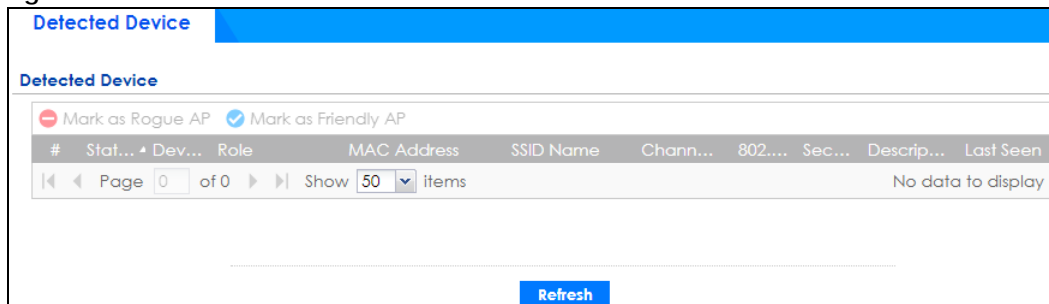 Detected Device
Detected Device
Mark as Rogue AP Mark as Friendly AP
# Stat... Dev... Role MAC Address SSID Name Chann... 802.... Sec... Descrip... Last Seen
Page 0 of 0 Show 50 items No data to display
Refresh